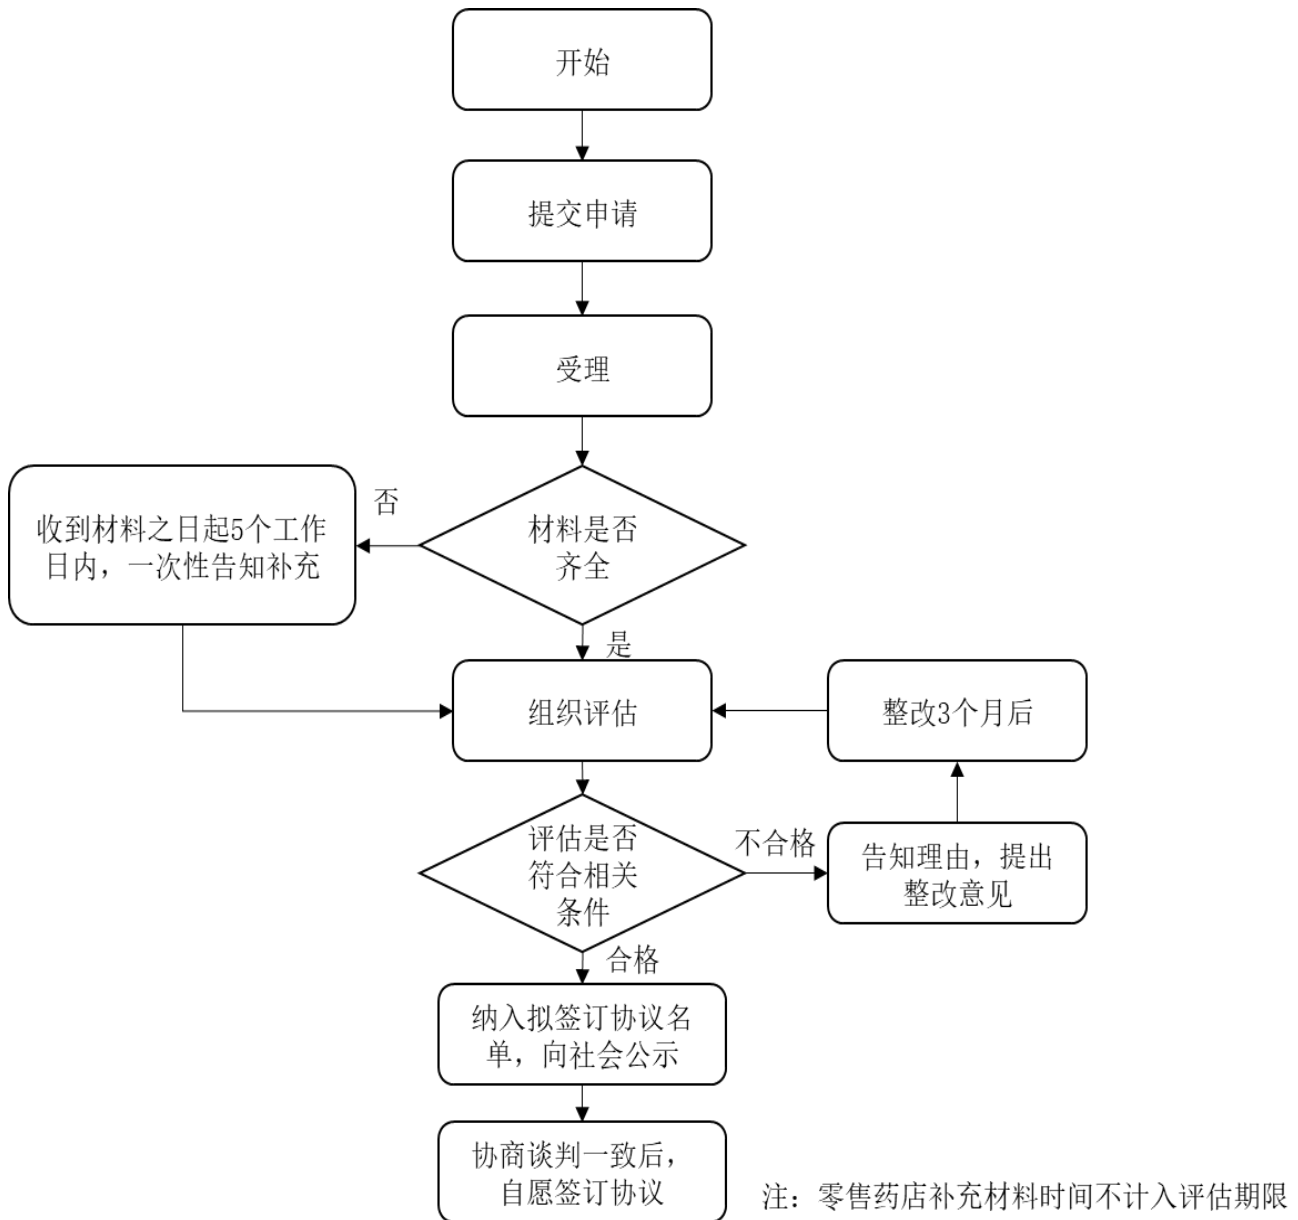 开始
提交申请
受理
否
收到材料之日起5个工作
日内，一次性告知补充
材料是否
齐全
是
组织评估
整改3个月后
评估是否
符合相关
条件
不合格
告知理由，提出
整改意见
合格
纳入拟签订协议名
单，向社会公示
协商谈判一致后，
自愿签订协议
注：零售药店补充材料时间不计入评估期限